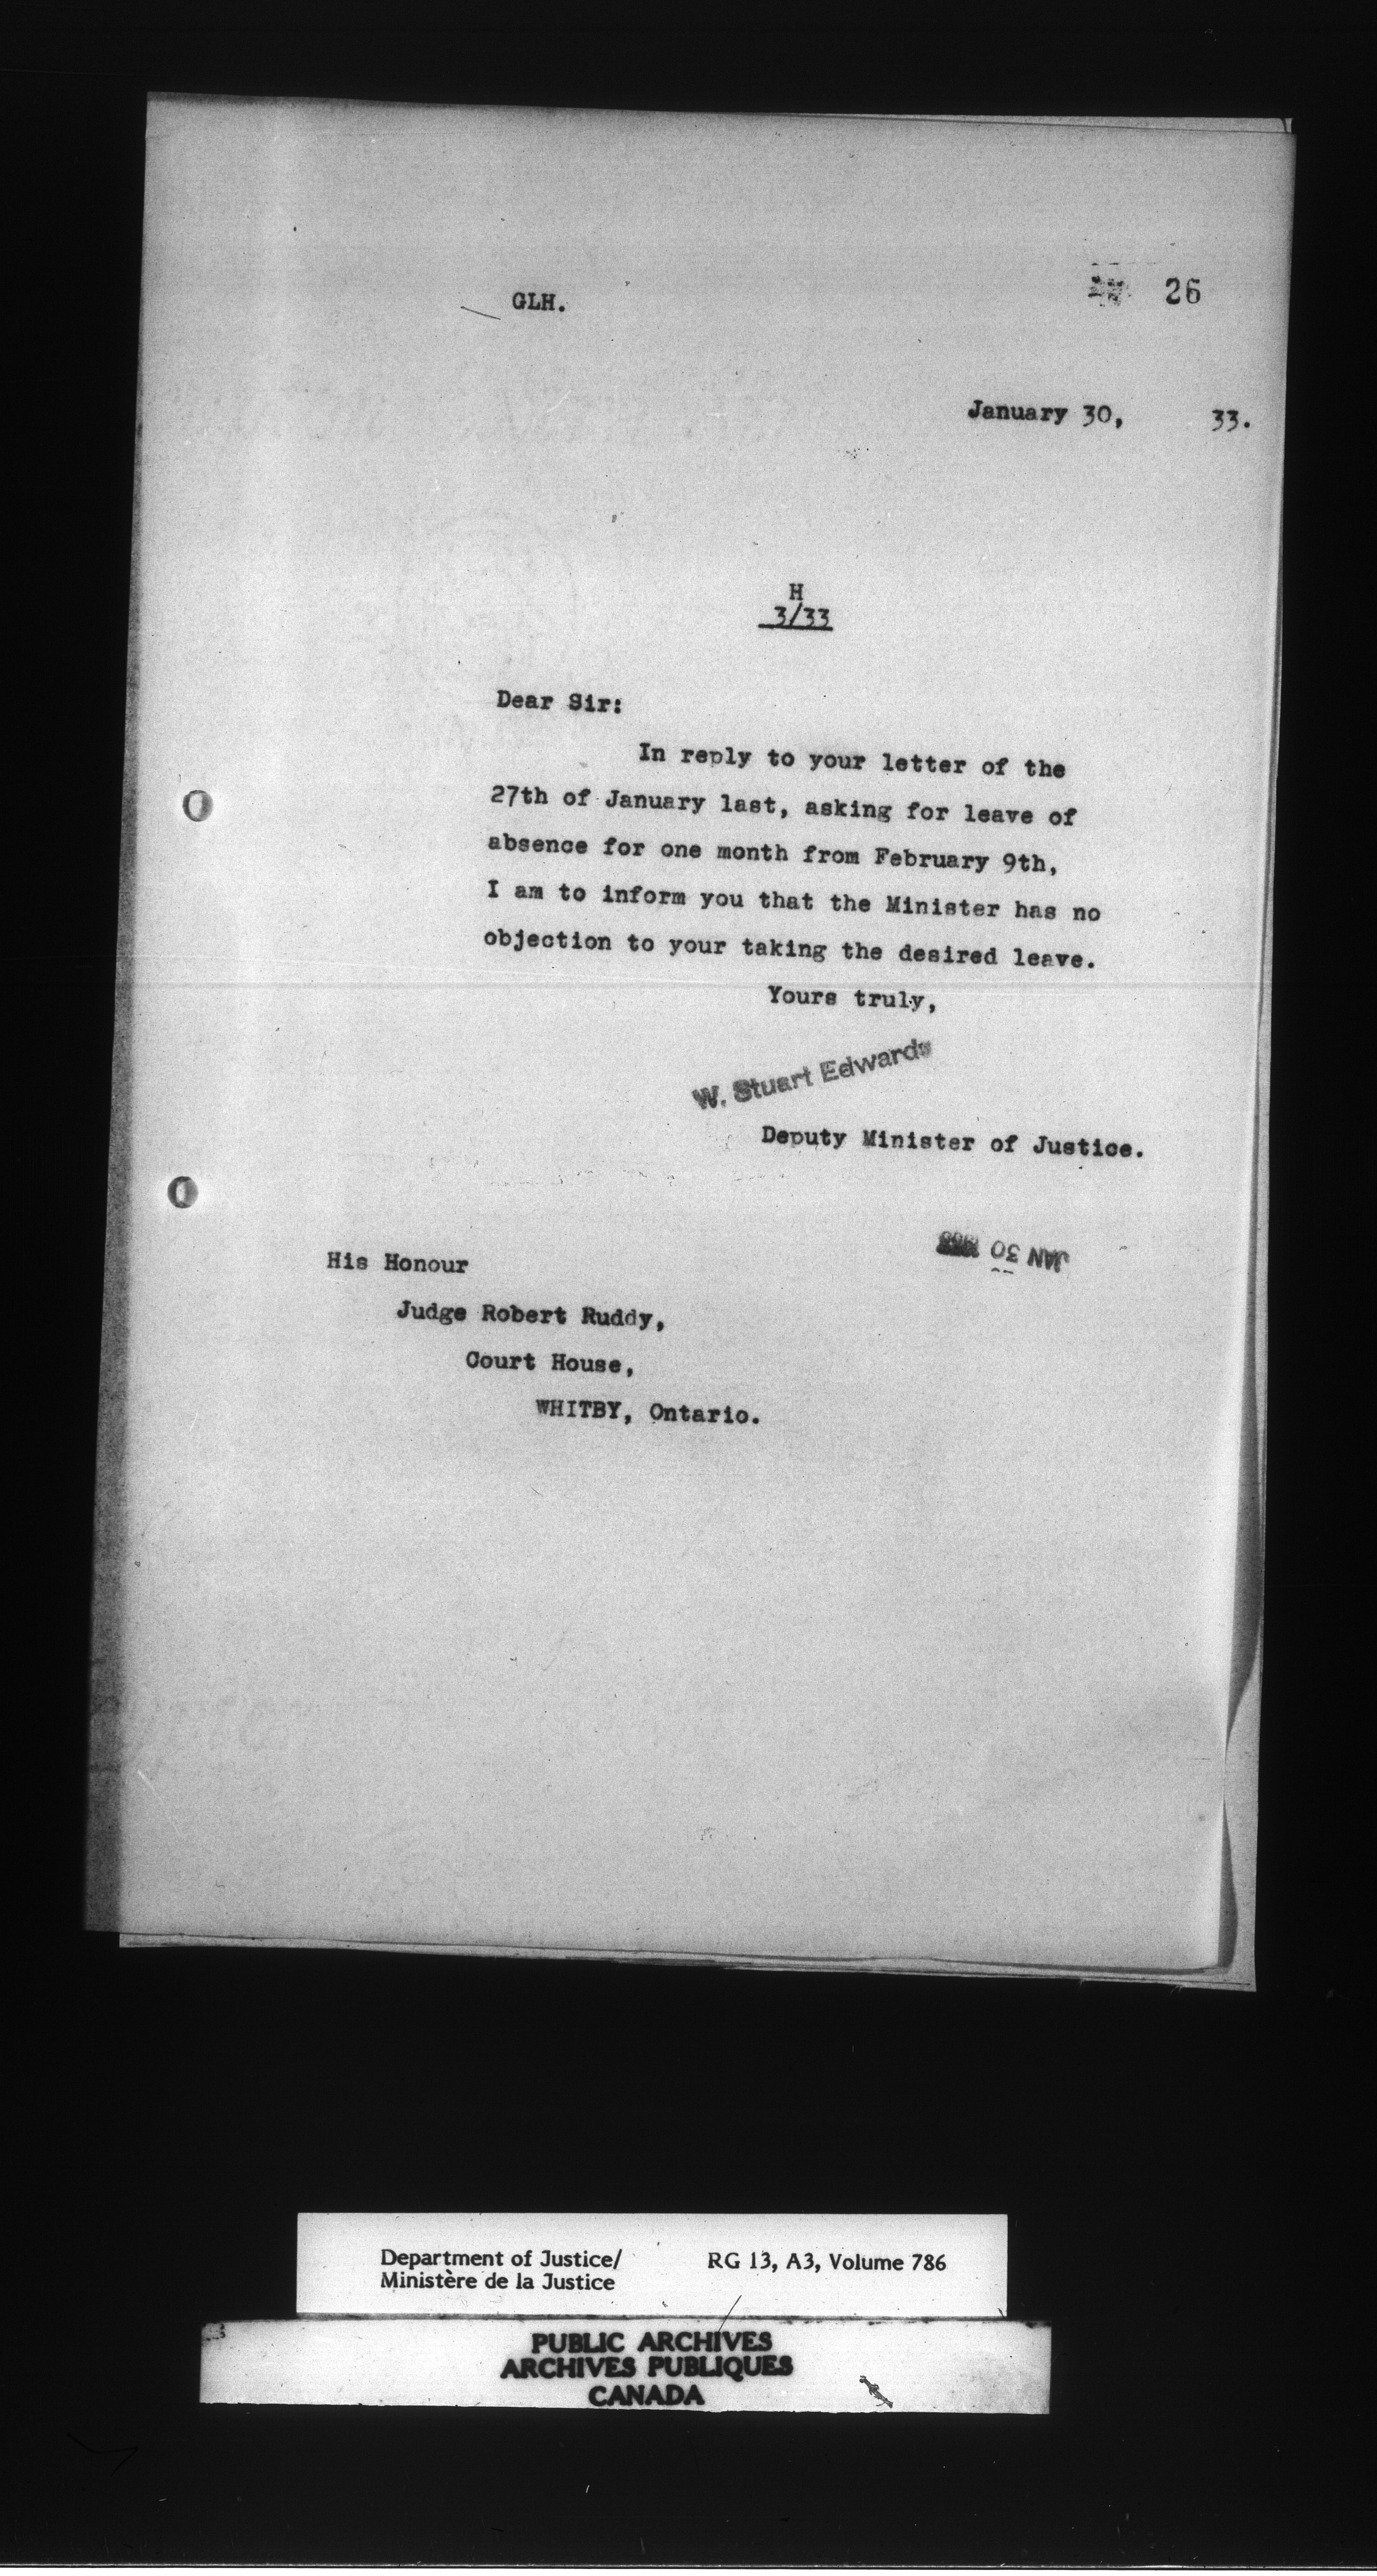 GLH.
26
January 30, 33.
H
3/33
Dear Sir:
In reply to your letter of the
27th of January last, asking for leave of
absence for one month from February 9th,
I am to inform you that the Minister has no
objection to your taking the desired leave.
Yours truly,
W. Stuart Edwards
Deputy Minister of Justice.
JAN 30
His Honour
Judge Robert Ruddy,
Court House,
WHITBY, Ontario.
Department of Justice/ RG 13, A3, Volume 786
Ministère de la Justice
PUBLIC ARCHIVES
ARCHIVES PUBLIQUES
CANADA